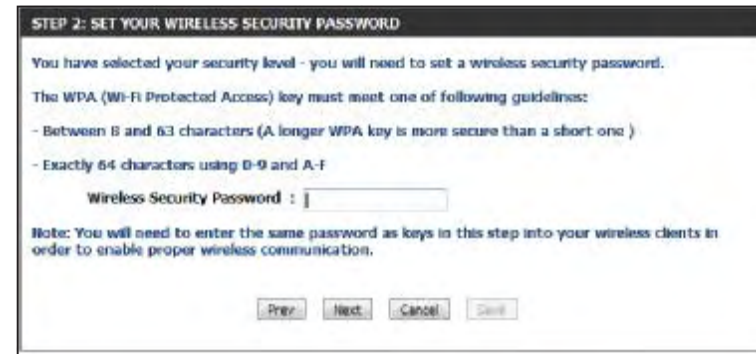 STEP 2: SET YOUR WIRELESS SECURITY PASSWORD
You have selected your security level - you will need to set a wireless security password.
The WPA (Wi-Fi Protected Access) key must meet one of following guidelines:
- Between 8 and 63 characters (A longer WPA key is more secure than a short one )
- Exactly 64 characters using 0-9 and A-F
Wireless Security Password :
Note: You will need to enter the same password as keys in this step into your wireless clients in
order to enable proper wireless communication.
Prev Next Cancel Save